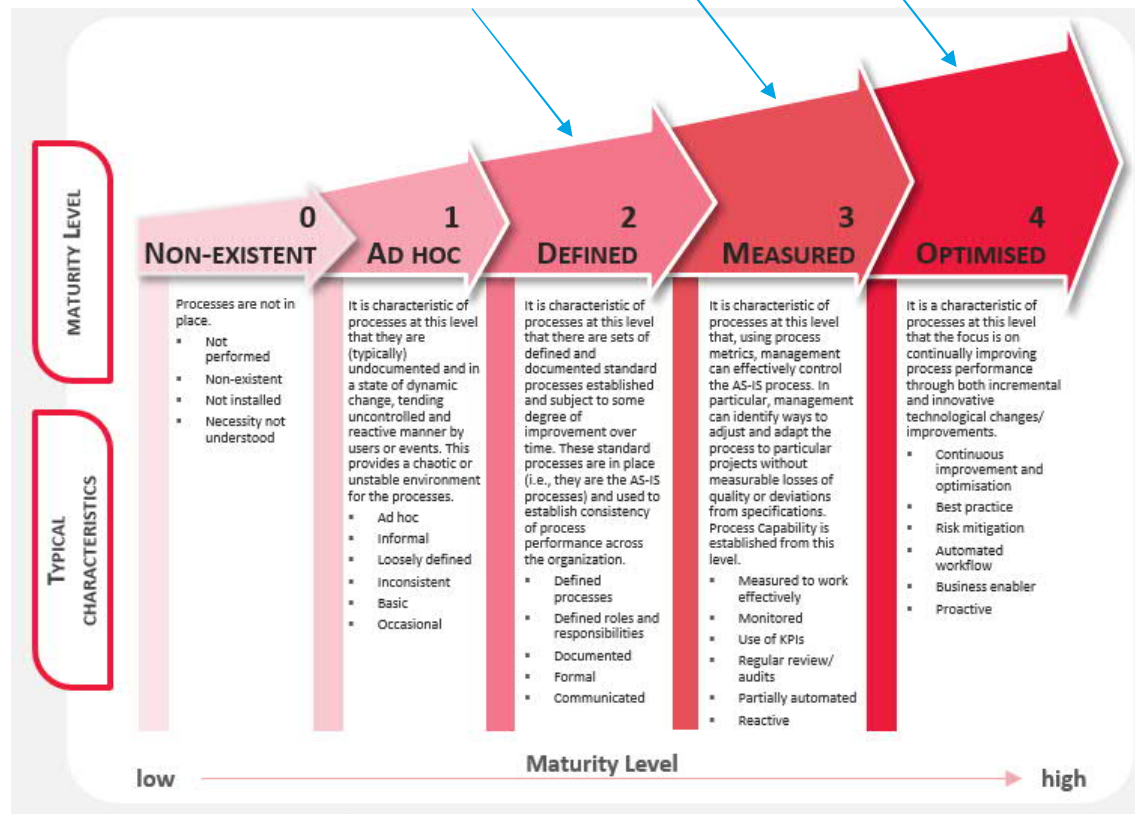 MATURITY LEVEL
TYPICAL
CHARACTERISTICS
0
NON-EXISTENT
Processes are not in
place.
▪ Not
performed
▪ Non-existent
▪ Not installed
▪ Necessity not
understood
1
AD HOC
It is characteristic of
processes at this level
that they are
(typically)
undocumented and in
a state of dynamic
change, tending
uncontrolled and
reactive manner by
users or events. This
provides a chaotic or
unstable environment
for the processes.
▪ Ad hoc
▪ Informal
▪ Loosely defined
▪ Inconsistent
▪ Basic
▪ Occasional
2
DEFINED
It is characteristic of
processes at this level
that there are sets of
defined and
documented standard
processes established
and subject to some
degree of
improvement over
time. These standard
processes are in place
(i.e., they are the AS-IS
processes) and used to
establish consistency
of process
performance across
the organization.
▪ Defined
processes
▪ Defined roles and
responsibilities
▪ Documented
▪ Formal
▪ Communicated
3
MEASURED
It is characteristic of
processes at this level
that, using process
metrics, management
can effectively control
the AS-IS process. In
particular, management
can identify ways to
adjust and adapt the
process to particular
projects without
measurable losses of
quality or deviations
from specifications.
Process Capability is
established from this
level.
▪ Measured to work
effectively
▪ Monitored
▪ Use of KPIs
▪ Regular review/
audits
▪ Partially automated
▪ Reactive
4
OPTIMISED
It is a characteristic of
processes at this level
that the focus is on
continually improving
process performance
through both incremental
and innovative
technological changes/
improvements.
▪ Continuous
improvement and
optimisation
▪ Best practice
▪ Risk mitigation
▪ Automated
workflow
▪ Business enabler
▪ Proactive
low
Maturity Level
high